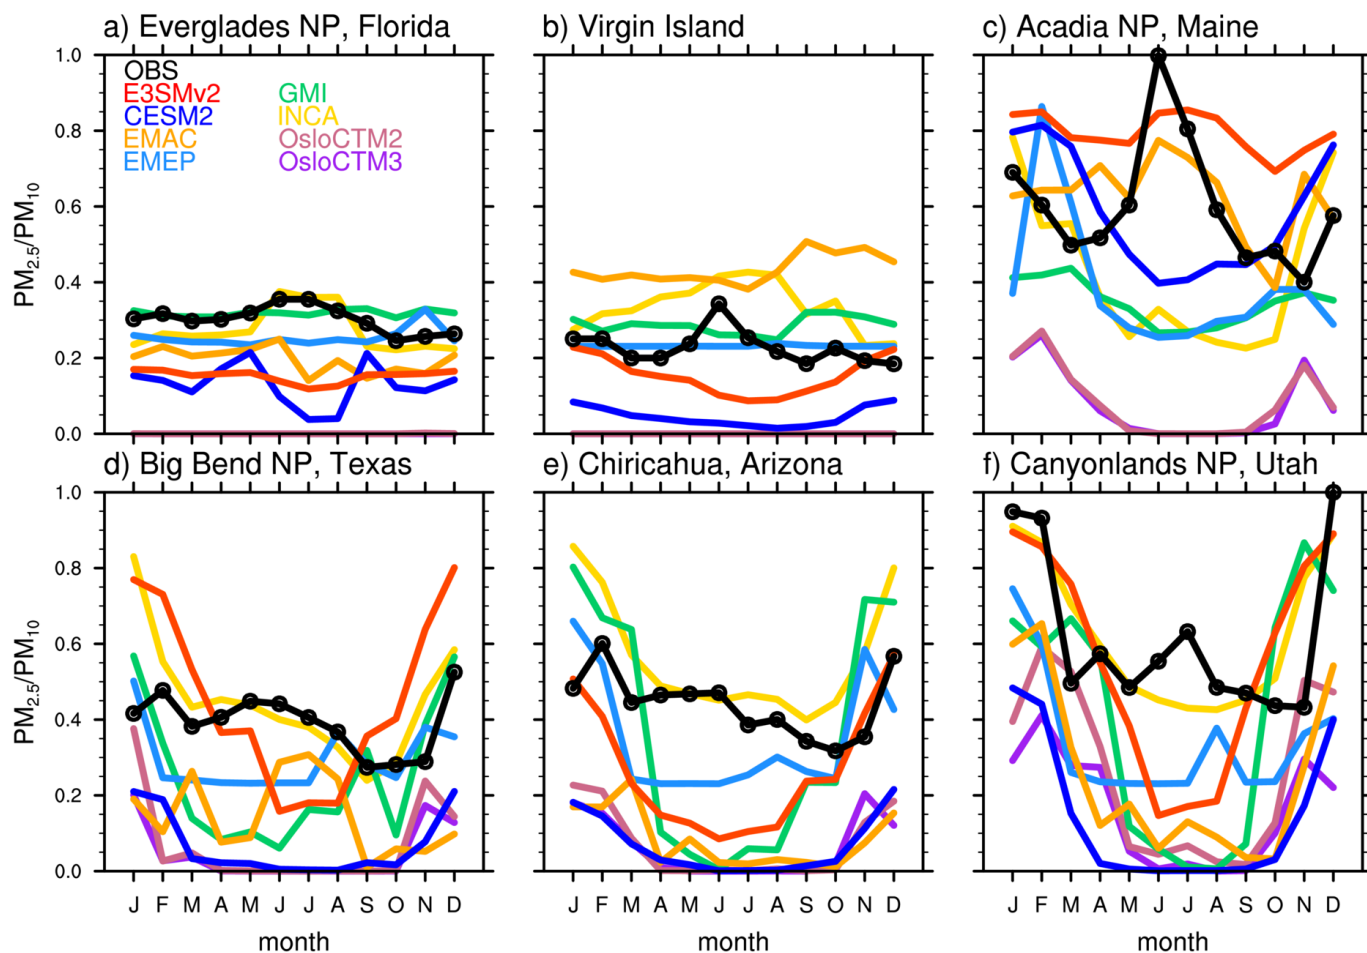 a) Everglades NP, Florida
b) Virgin Island
c) Acadia NP, Maine
1.0
0.8
0.6
0.4
0.2
0.0
PM2.5/PM10
OBS
E3SMv2
CESM2
EMAC
EMEP
GMI
INCA
OsloCTM2
OsloCTM3
d) Big Bend NP, Texas
e) Chiricahua, Arizona
f) Canyonlands NP, Utah
1.0
0.8
0.6
0.4
0.2
0.0
PM2.5/PM10
J F M A M J J A S O N D
J F M A M J J A S O N D
J F M A M J J A S O N D
month
month
month